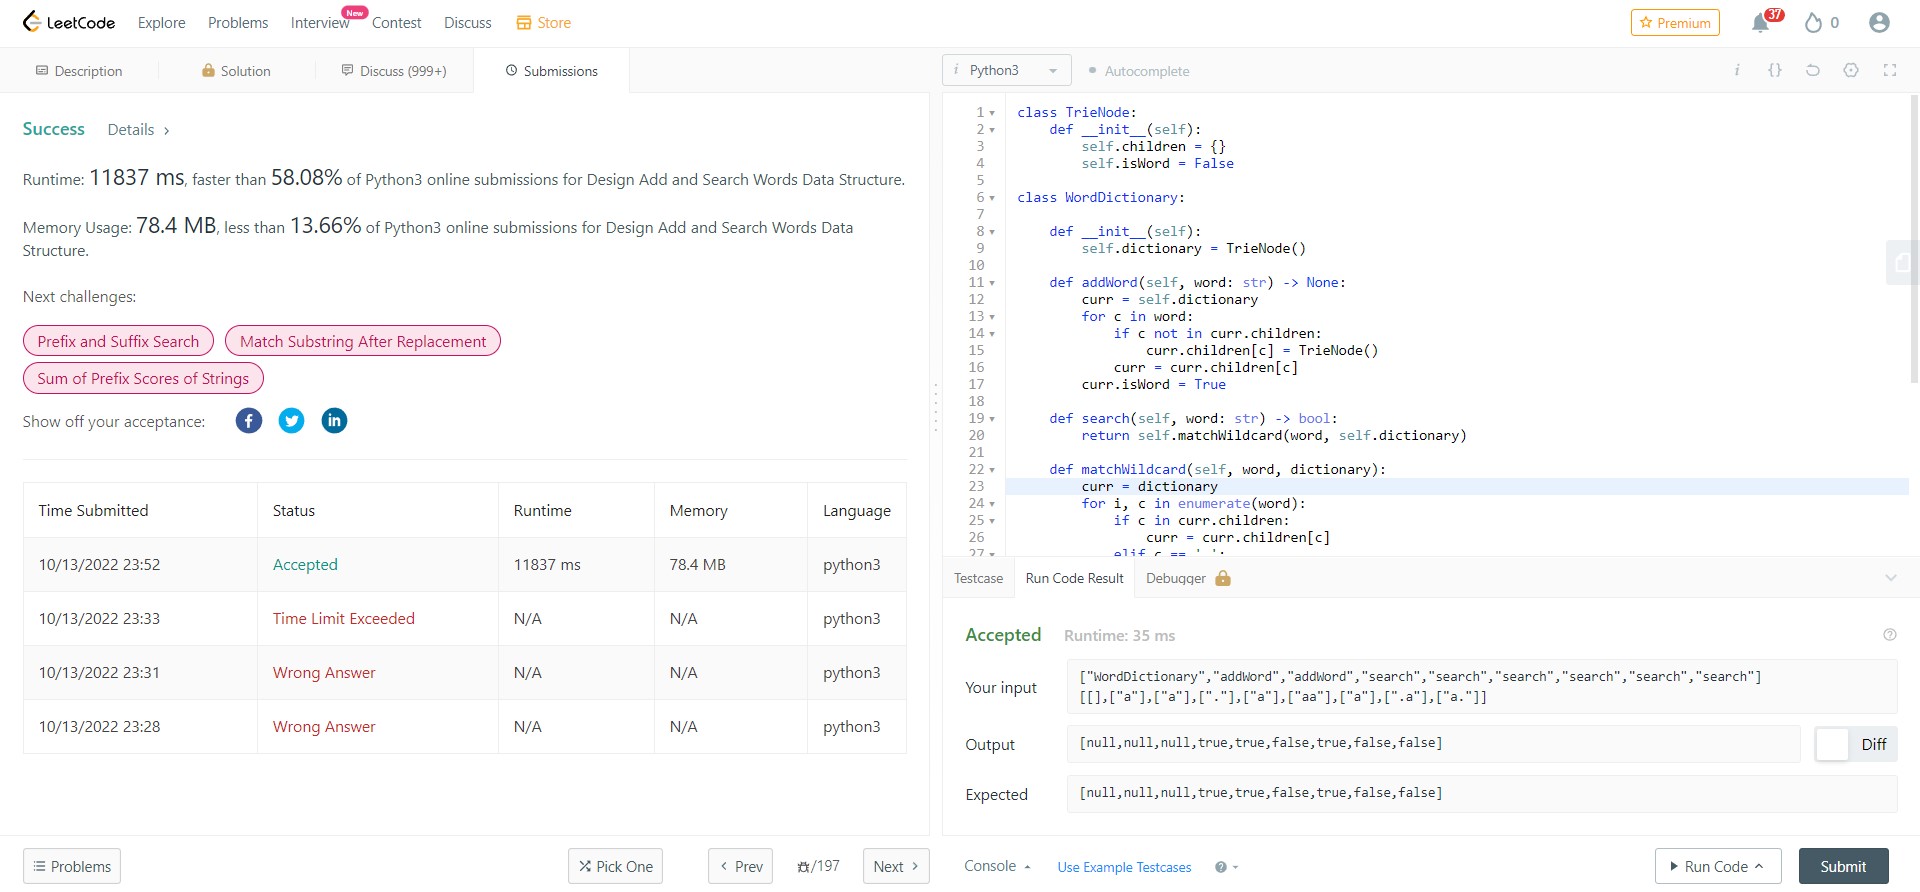 LeetCode Explore Problems Interview New Contest Discuss Store Premium 37 0
Description Solution Discuss (999+) Submissions
Success Details >
Runtime: 11837 ms, faster than 58.08% of Python3 online submissions for Design Add and Search Words Data Structure.
Memory Usage: 78.4 MB, less than 13.66% of Python3 online submissions for Design Add and Search Words Data
Structure.
Next challenges:
Prefix and Suffix Search Match Substring After Replacement
Sum of Prefix Scores of Strings
Show off your acceptance:
Time Submitted Status Runtime Memory Language
10/13/2022 23:52 Accepted 11837 ms 78.4 MB python3
10/13/2022 23:33 Time Limit Exceeded N/A N/A python3
10/13/2022 23:31 Wrong Answer N/A N/A python3
10/13/2022 23:28 Wrong Answer N/A N/A python3
Problems Pick One < Prev /197 Next >
i Python3 Autocomplete i {}
1 class TrieNode:
2     def __init__(self):
3         self.children = {}
4         self.isWord = False
5
6 class WordDictionary:
7
8     def __init__(self):
9         self.dictionary = TrieNode()
10
11     def addWord(self, word: str) -> None:
12         curr = self.dictionary
13         for c in word:
14             if c not in curr.children:
15                 curr.children[c] = TrieNode()
16             curr = curr.children[c]
17         curr.isWord = True
18
19     def search(self, word: str) -> bool:
20         return self.matchWildcard(word, self.dictionary)
21
22     def matchWildcard(self, word, dictionary):
23         curr = dictionary
24         for i, c in enumerate(word):
25             if c in curr.children:
26                 curr = curr.children[c]
27             elif c == '.':
Testcase Run Code Result Debugger
Accepted Runtime: 35 ms
Your input
["WordDictionary","addWord","addWord","search","search","search","search","search","search"]
[[],["a"],["a"],["."],["a"],["aa"],["a"],[".a"],["a."]]
Output [null,null,null,true,true,false,true,false,false] Diff
Expected [null,null,null,true,true,false,true,false,false]
Console Use Example Testcases Run Code Submit